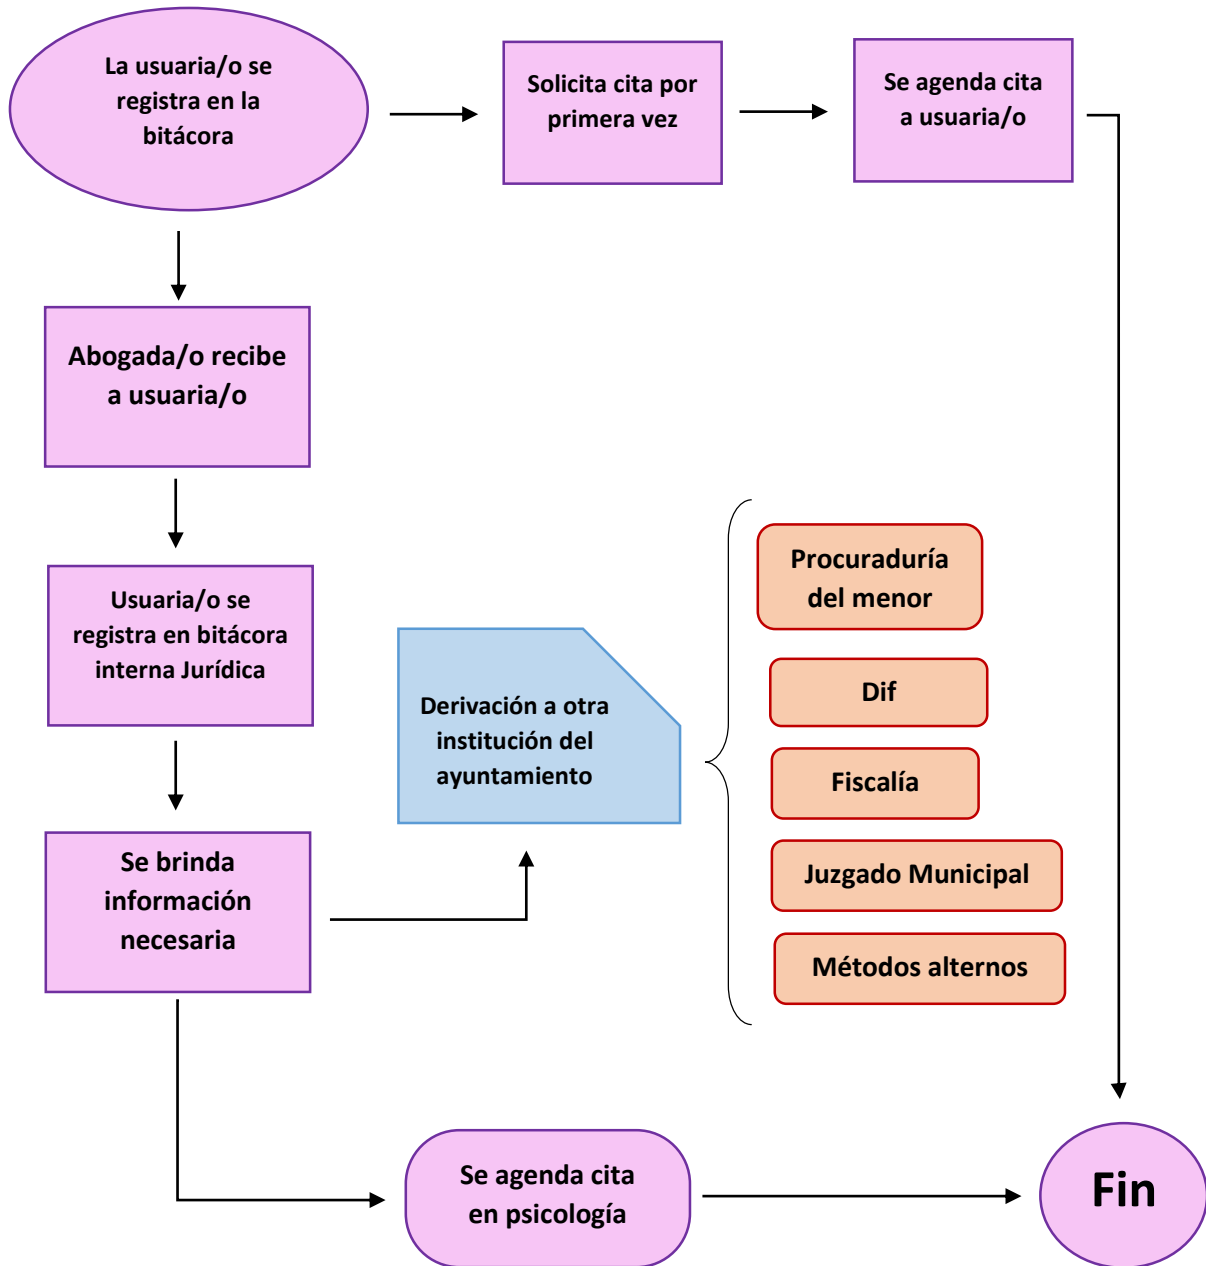 La usuaria/o se
registra en la
bitácora
Solicita cita por
primera vez
Se agenda cita
a usuaria/o
Abogada/o recibe
a usuaria/o
Usuaria/o se
registra en bitácora
interna Jurídica
Se brinda
información
necesaria
Derivación a otra
institución del
ayuntamiento
Procuraduría
del menor
Dif
Fiscalía
Juzgado Municipal
Métodos alternos
Se agenda cita
en psicología
Fin